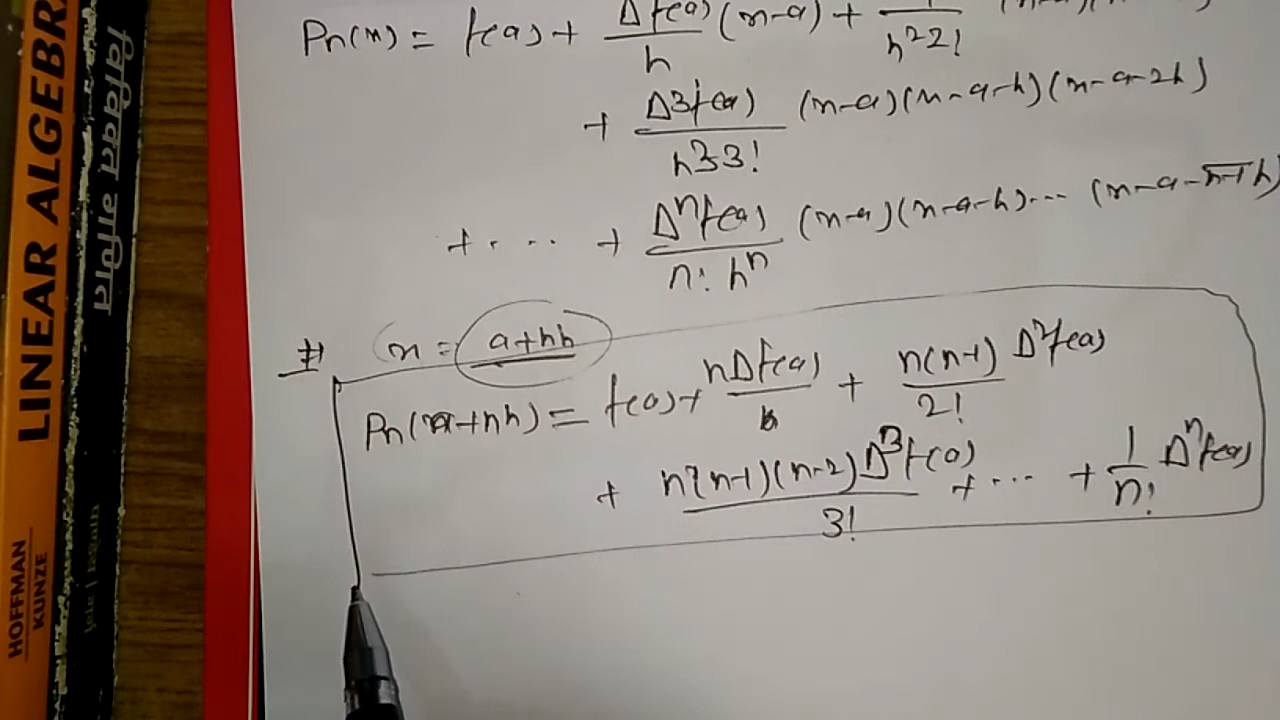 LINEAR ALGEBRA
HOFFMAN
KUNZE
विविक्त गणित
Pn(x) = f(a) + Δf(a)/h (x-a) + 1/h²2!
+ Δ³f(a)/h³3! (x-a)(x-a-h)(x-a-2h)
+ . ... + Δⁿf(a)/n! hⁿ (x-a)(x-a-h)... (x-a-n-1h)
# (x = a+nh
Pn(a+nh) = f(a) + nΔf(a) + n(n-1)/2! Δ²f(a)
+ n(n-1)(n-2)Δ³f(a)/3! + ... + 1/n! Δⁿf(a)